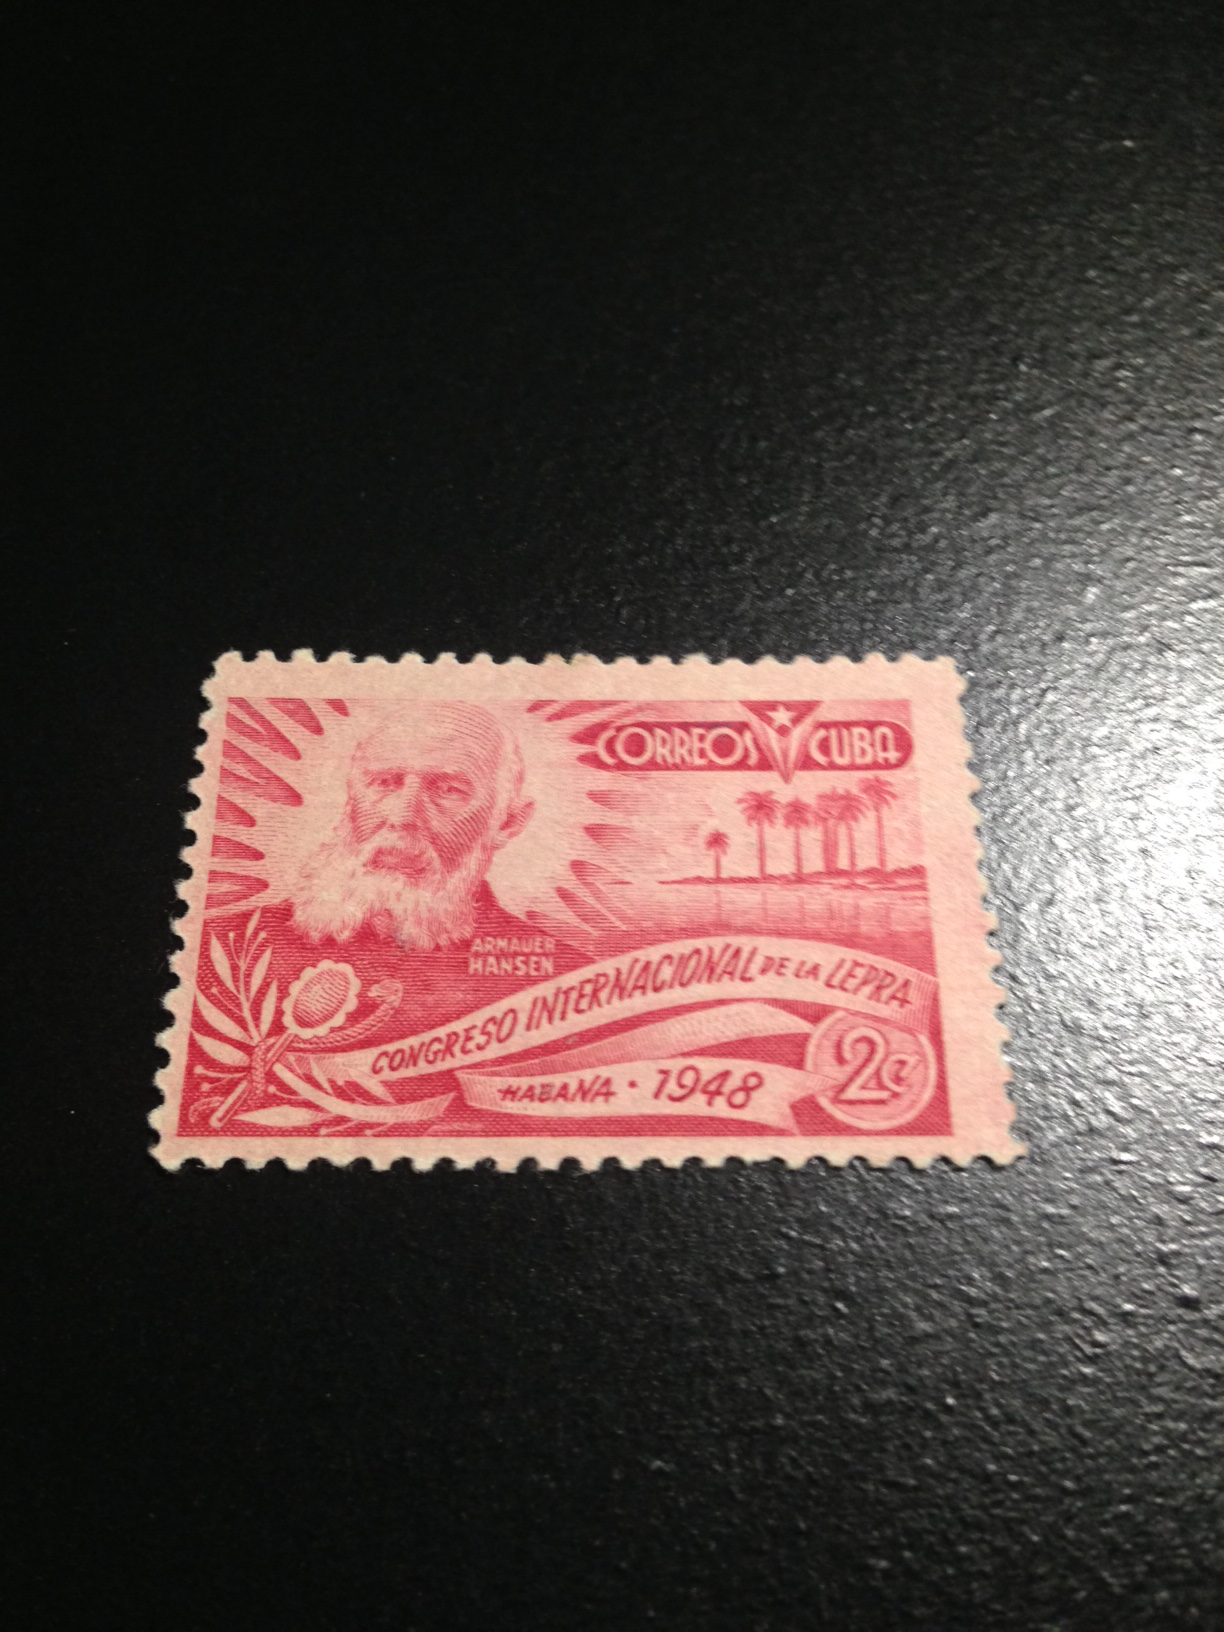 CORREOS CUBA
ARMAUER
HANSEN
CONGRESO INTERNACIONAL DE LA LEPRA
HABANA · 1948
2¢